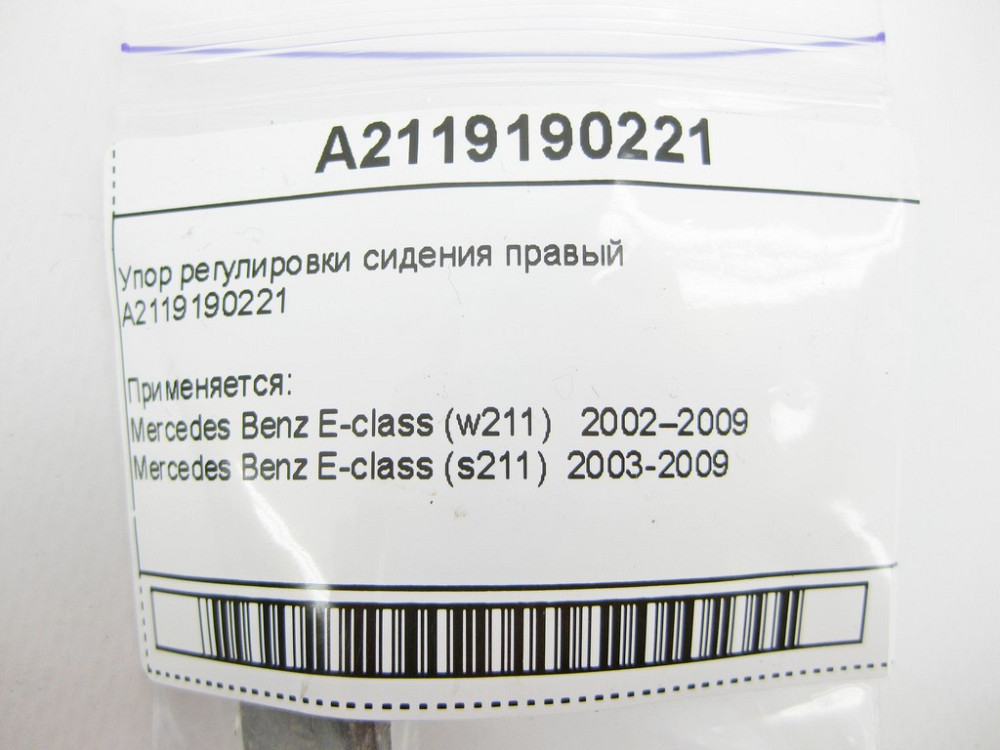 A2119190221
Упор регулировки сидения правый
A2119190221
Применяется:
Mercedes Benz E-class (w211) 2002–2009
Mercedes Benz E-class (s211) 2003-2009